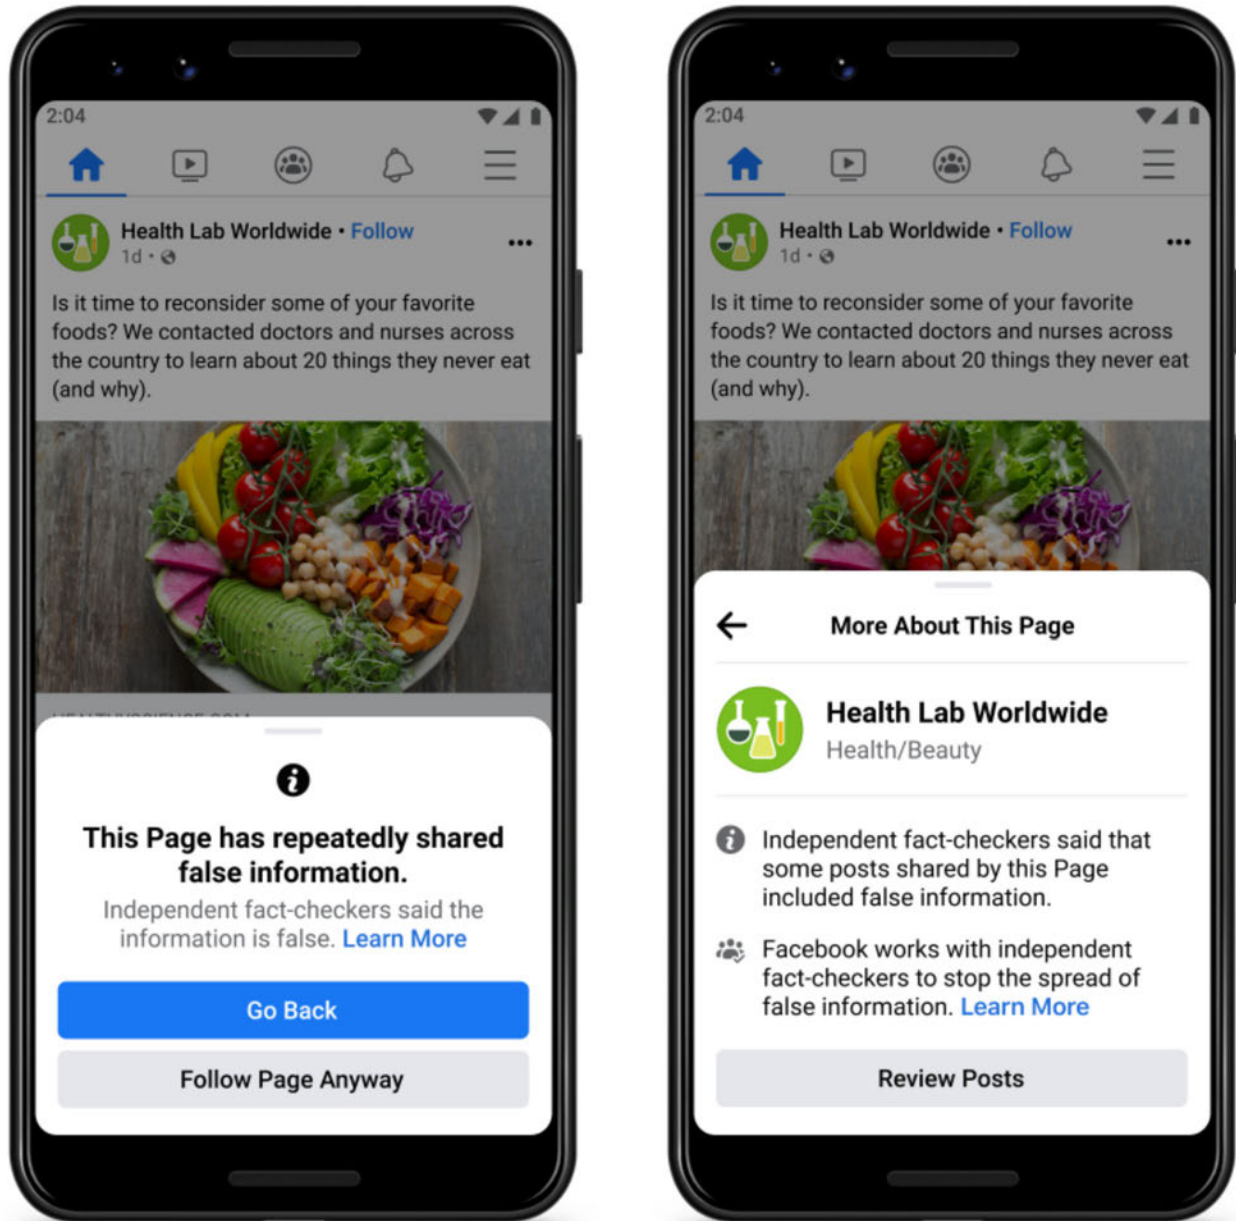 2:04
Health Lab Worldwide • Follow
1d •
Is it time to reconsider some of your favorite
foods? We contacted doctors and nurses across
the country to learn about 20 things they never eat
(and why).
This Page has repeatedly shared
false information.
Independent fact-checkers said the
information is false. Learn More
Go Back
Follow Page Anyway
2:04
Health Lab Worldwide • Follow
1d •
Is it time to reconsider some of your favorite
foods? We contacted doctors and nurses across
the country to learn about 20 things they never eat
(and why).
More About This Page
Health Lab Worldwide
Health/Beauty
Independent fact-checkers said that
some posts shared by this Page
included false information.
Facebook works with independent
fact-checkers to stop the spread of
false information. Learn More
Review Posts